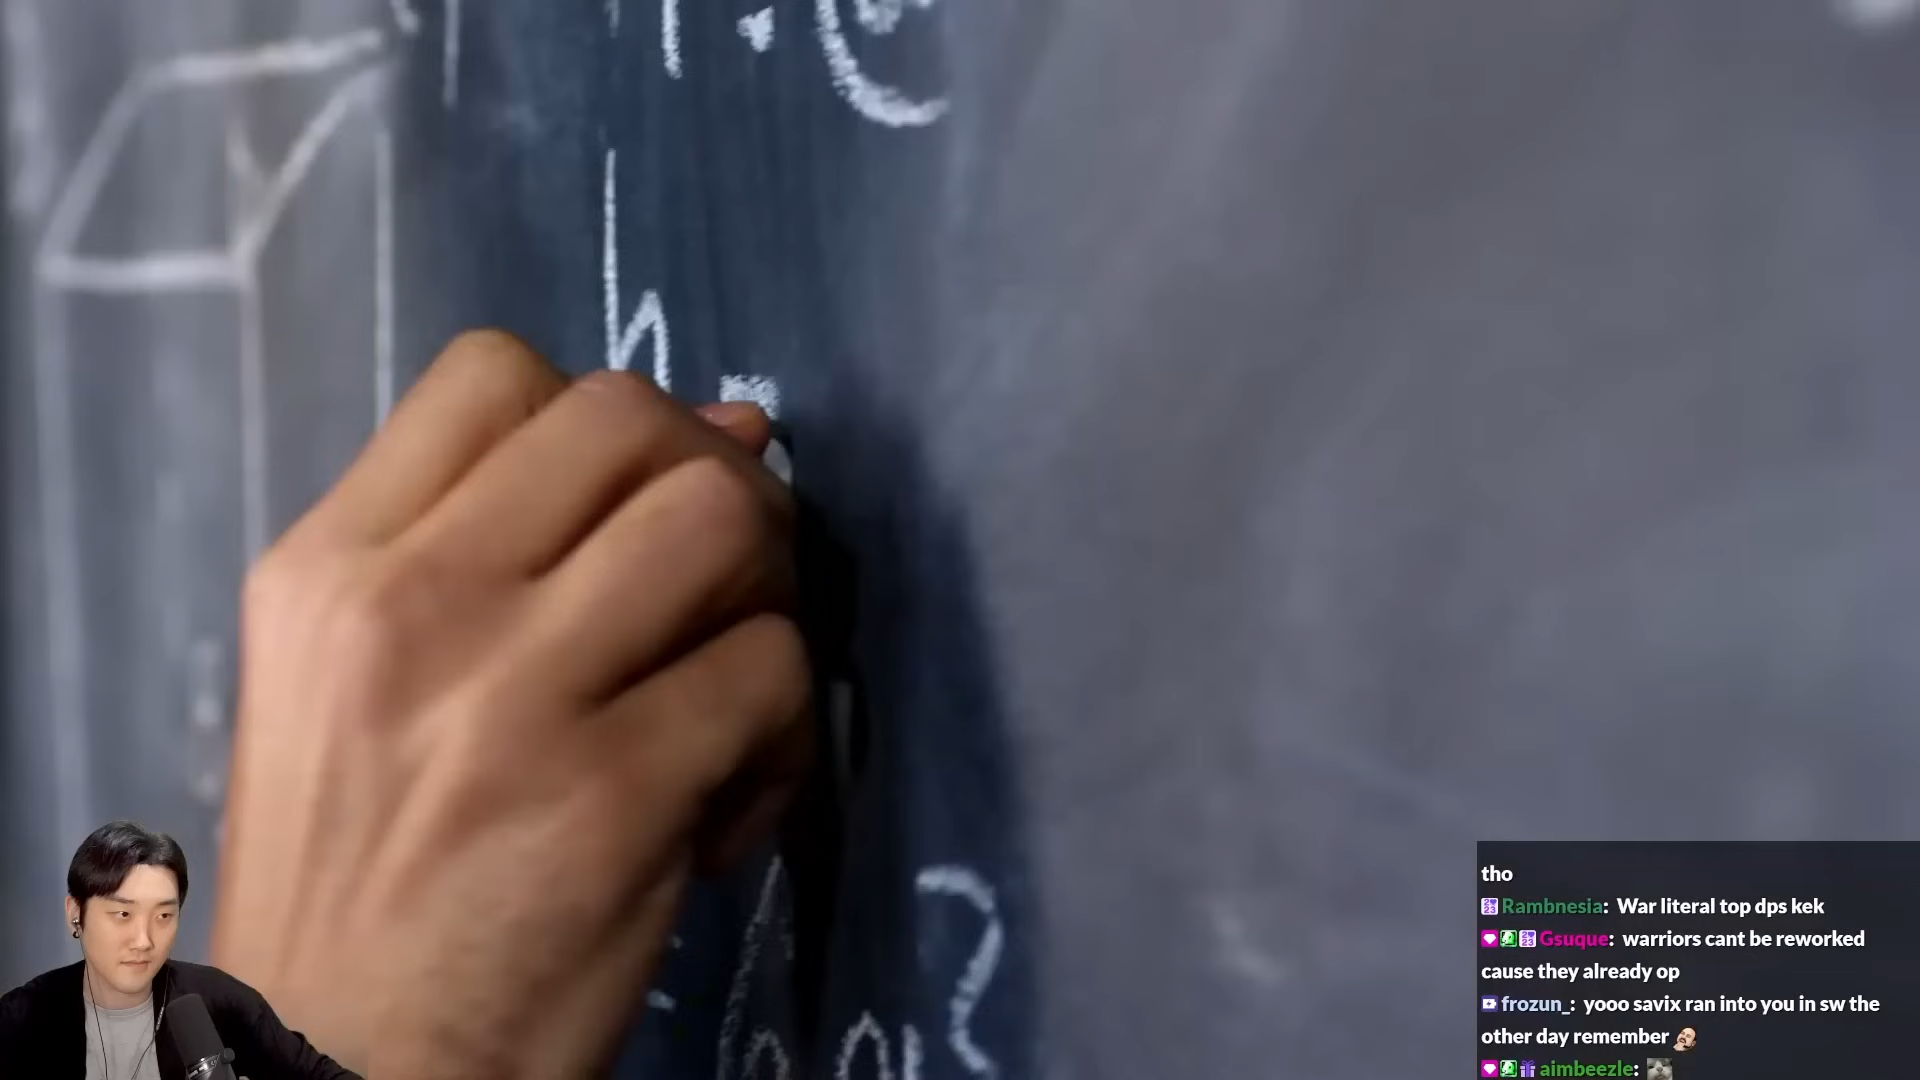 h
tho
Rambnesia: War literal top dps kek
Gsuque: warriors cant be reworked
cause they already op
frozun_: yooo savix ran into you in sw the
other day remember
aimbeezle: